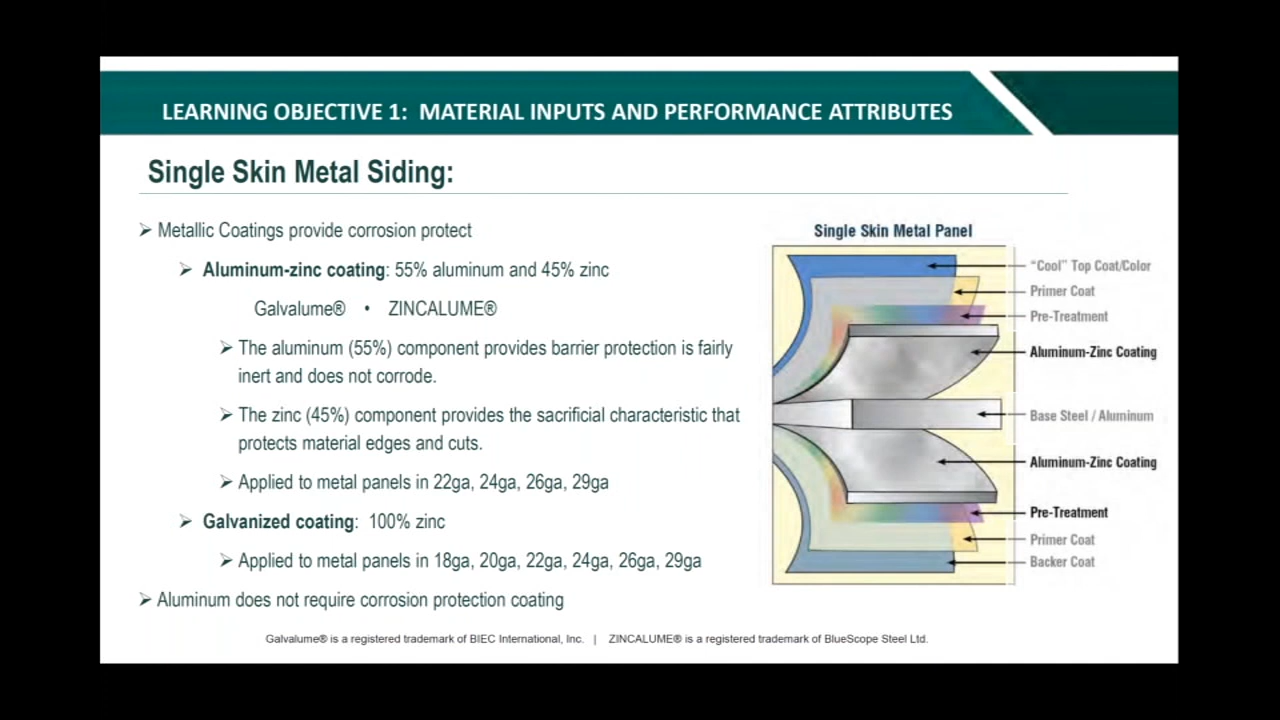 LEARNING OBJECTIVE 1: MATERIAL INPUTS AND PERFORMANCE ATTRIBUTES
Single Skin Metal Siding:
➢ Metallic Coatings provide corrosion protect
➢ Aluminum-zinc coating: 55% aluminum and 45% zinc
Galvalume® • ZINCALUME®
➢ The aluminum (55%) component provides barrier protection is fairly
inert and does not corrode.
➢ The zinc (45%) component provides the sacrificial characteristic that
protects material edges and cuts.
➢ Applied to metal panels in 22ga, 24ga, 26ga, 29ga
➢ Galvanized coating: 100% zinc
➢ Applied to metal panels in 18ga, 20ga, 22ga, 24ga, 26ga, 29ga
➢ Aluminum does not require corrosion protection coating
Single Skin Metal Panel
“Cool” Top Coat/Color
Primer Coat
Pre-Treatment
Aluminum-Zinc Coating
Base Steel / Aluminum
Aluminum-Zinc Coating
Pre-Treatment
Primer Coat
Backer Coat
Galvalume® is a registered trademark of BIEC International, Inc. | ZINCALUME® is a registered trademark of BlueScope Steel Ltd.